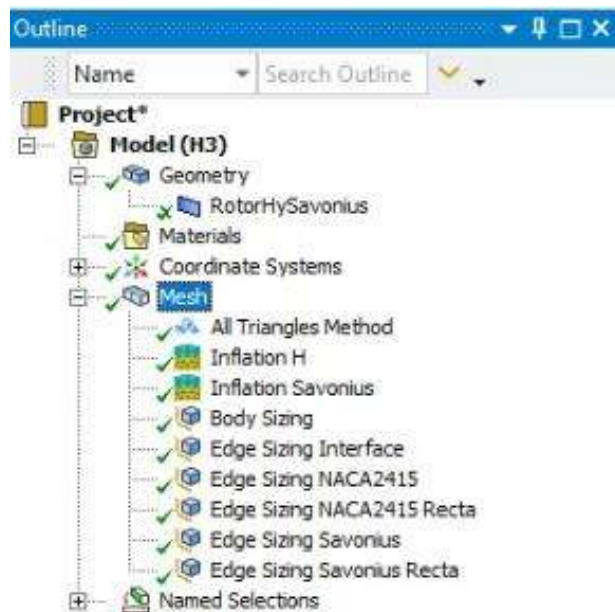 Outline
Name Search Outline
Project*
Model (H3)
Geometry
RotorHySavonius
Materials
Coordinate Systems
Mesh
All Triangles Method
Inflation H
Inflation Savonius
Body Sizing
Edge Sizing Interface
Edge Sizing NACA2415
Edge Sizing NACA2415 Recta
Edge Sizing Savonius
Edge Sizing Savonius Recta
Named Selections